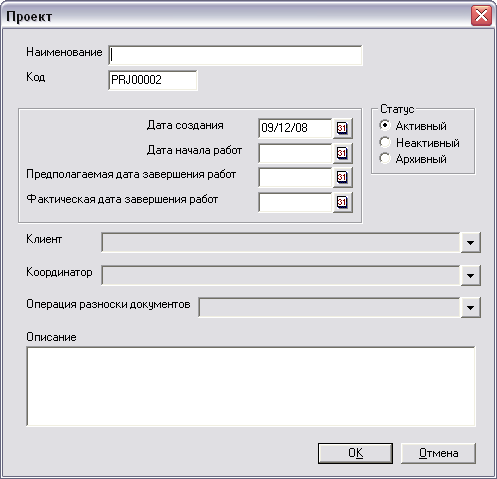 Проект
Наименование
Код PRJ00002
Статус
Дата создания 09/12/08 31 Активный
Дата начала работ 31 Неактивный
Архивный
Предполагаемая дата завершения работ 31
Фактическая дата завершения работ 31
Клиент
Координатор
Операция разноски документов
Описание
OK Отмена